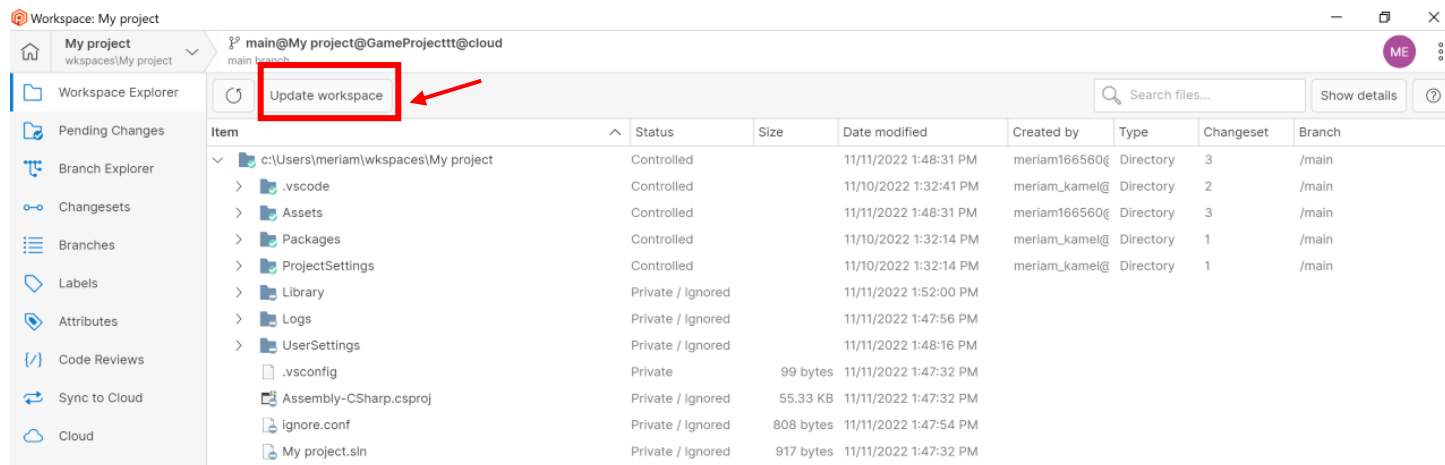 Workspace: My project
My project
wkspaces\My project
main@My project@GameProjecttt@cloud
main branch
ME
Workspace Explorer
Update workspace
Search files...
Show details
?
Pending Changes
Item Status Size Date modified Created by Type Changeset Branch
c:\Users\meriam\wkspaces\My project Controlled 11/11/2022 1:48:31 PM meriam166560 Directory 3 /main
Branch Explorer
.vscode Controlled 11/10/2022 1:32:41 PM meriam_kamel@ Directory 2 /main
Changesets
Assets Controlled 11/11/2022 1:48:31 PM meriam166560 Directory 3 /main
Branches
Packages Controlled 11/10/2022 1:32:14 PM meriam_kamel@ Directory 1 /main
ProjectSettings Controlled 11/10/2022 1:32:14 PM meriam_kamel@ Directory 1 /main
Labels
Library Private / Ignored 11/11/2022 1:52:00 PM
Attributes
Logs Private / Ignored 11/11/2022 1:47:56 PM
UserSettings Private / Ignored 11/11/2022 1:48:16 PM
Code Reviews
.vsconfig Private 99 bytes 11/11/2022 1:47:32 PM
Sync to Cloud
Assembly-CSharp.csproj Private / Ignored 55.33 KB 11/11/2022 1:47:32 PM
ignore.conf Private / Ignored 808 bytes 11/11/2022 1:47:54 PM
Cloud
My project.sln Private / Ignored 917 bytes 11/11/2022 1:47:32 PM